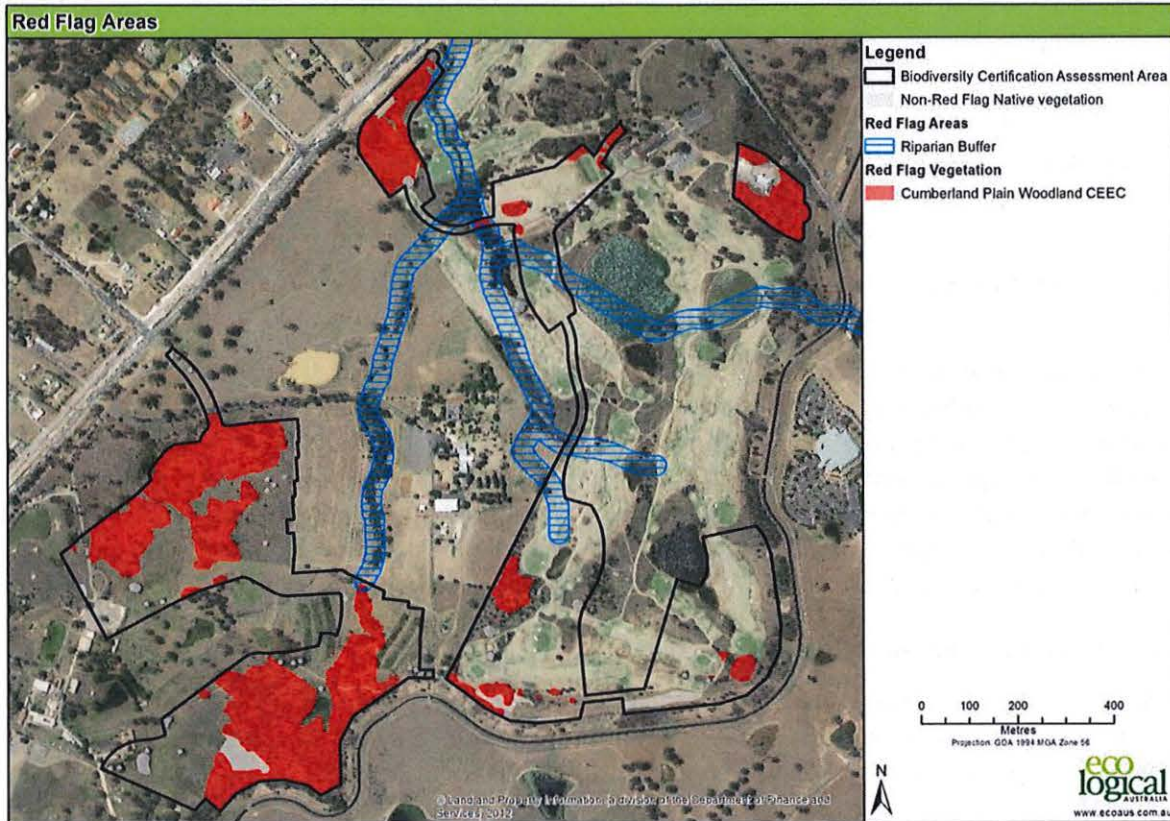 Red Flag Areas
Legend
Biodiversity Certification Assessment Area
Non-Red Flag Native vegetation
Red Flag Areas
Riparian Buffer
Red Flag Vegetation
Cumberland Plain Woodland CEEC
0 100 200 400
Metres
Projection: GDA 1994 MGA Zone 56
N
eco
logical
AUSTRALIA
www.ecoaus.com.au
© Land and Property Information (a division of the Department of Finance and
Services) 2012